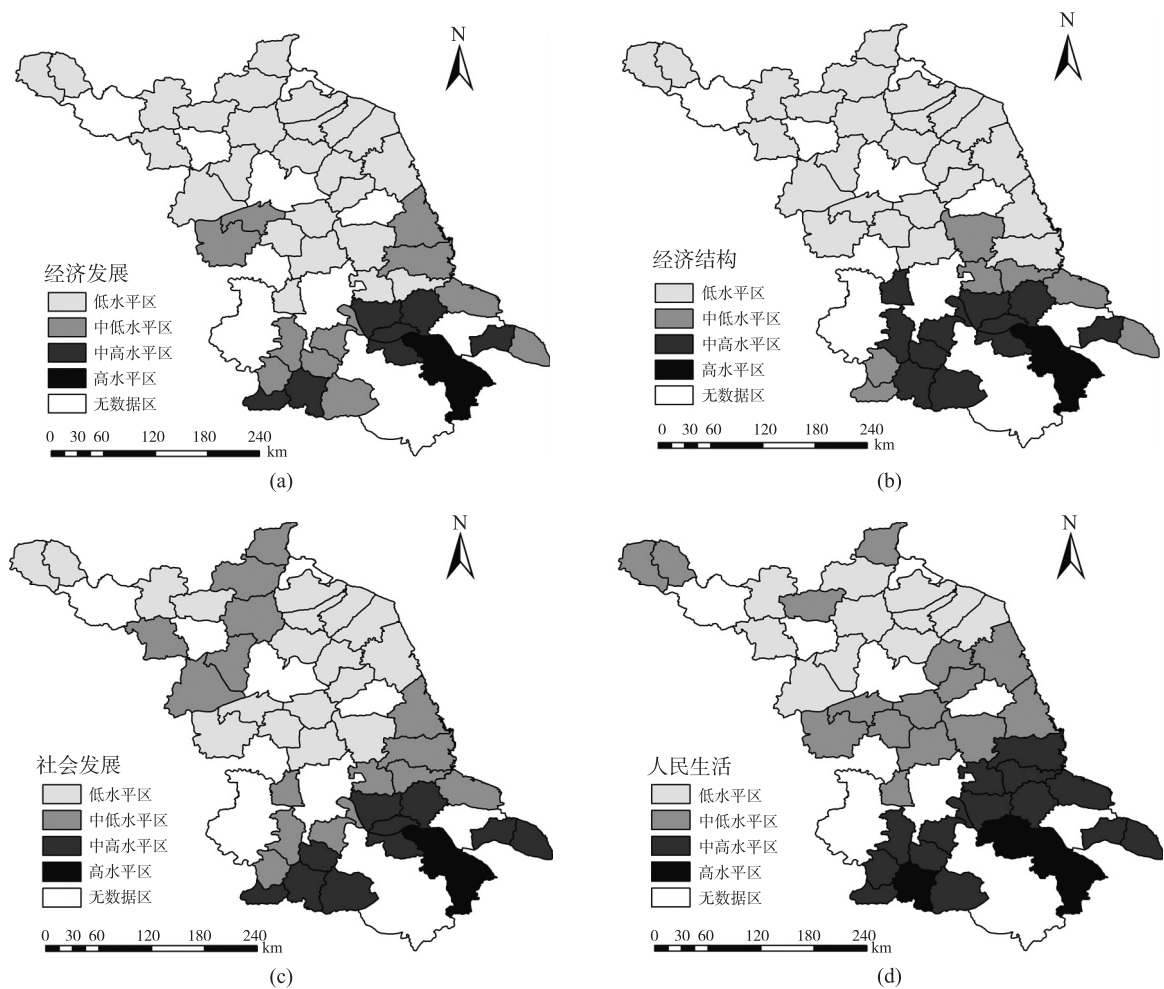 N
经济发展
低水平区
中低水平区
中高水平区
高水平区
无数据区
0 30 60 120 180 240
km
(a)
N
经济结构
低水平区
中低水平区
中高水平区
高水平区
无数据区
0 30 60 120 180 240
km
(b)
N
社会发展
低水平区
中低水平区
中高水平区
高水平区
无数据区
0 30 60 120 180 240
km
(c)
N
人民生活
低水平区
中低水平区
中高水平区
高水平区
无数据区
0 30 60 120 180 240
km
(d)